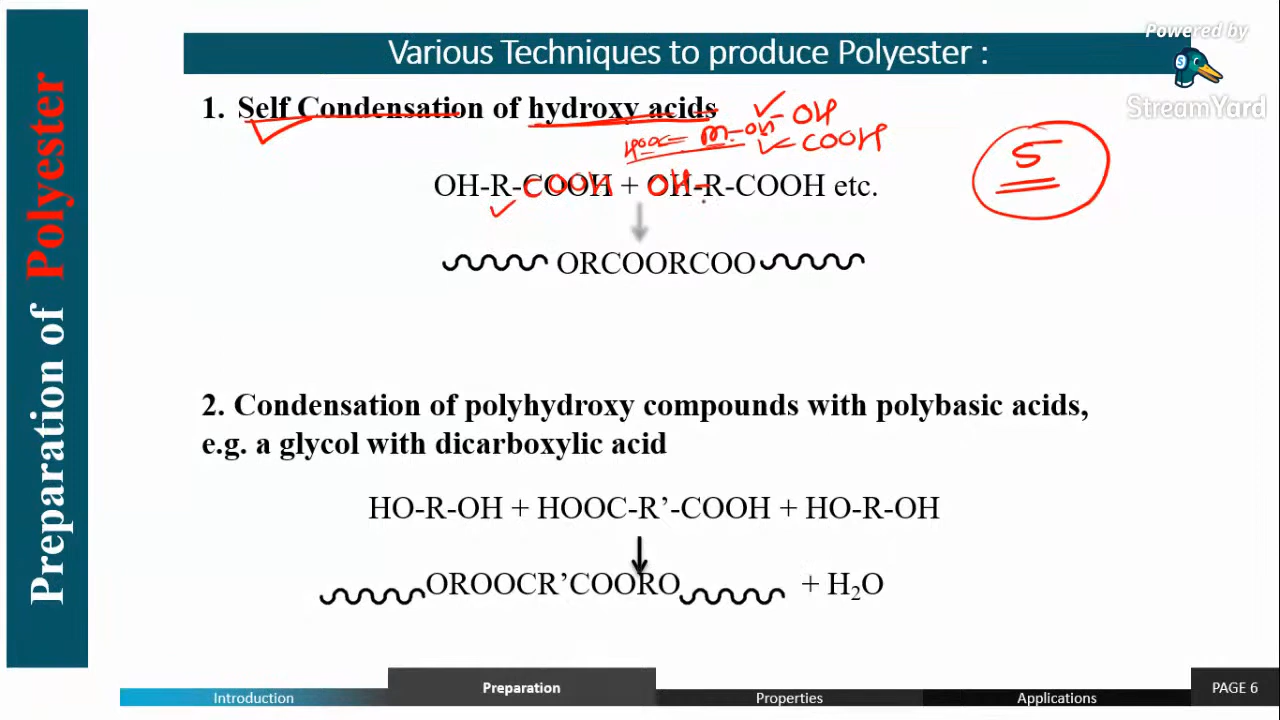 Powered by
StreamYard
Preparation of Polyester
Various Techniques to produce Polyester :
1. Self Condensation of hydroxy acids
OH
COOH
HOOC
OH
5
OH-R-COOH + OH-R-COOH etc.
ORCOORCOO
2. Condensation of polyhydroxy compounds with polybasic acids,
e.g. a glycol with dicarboxylic acid
HO-R-OH + HOOC-R’-COOH + HO-R-OH
OROOCR’COORO + H₂O
Introduction
Preparation
Properties
Applications
PAGE 6